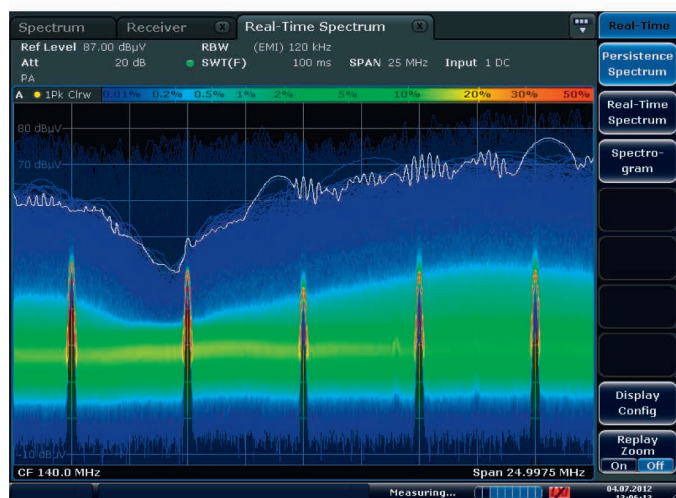 Spectrum Receiver Real-Time Spectrum
Ref Level 87.00 dBµV RBW (EMI) 120 kHz
Att 20 dB SWT(F) 100 ms SPAN 25 MHz Input 1 DC
PA
A 1Pk Clrw 0.01% 0.2% 0.5% 1% 2% 5% 10% 20% 30% 50%
80 dBµV
70 dBµV
-10 dBµV
CF 140.0 MHz Span 24.9975 MHz
Measuring...
Real-Time
Persistence
Spectrum
Real-Time
Spectrum
Spectro-
gram
Display
Config
Replay
Zoom
On Off
04.07.2012